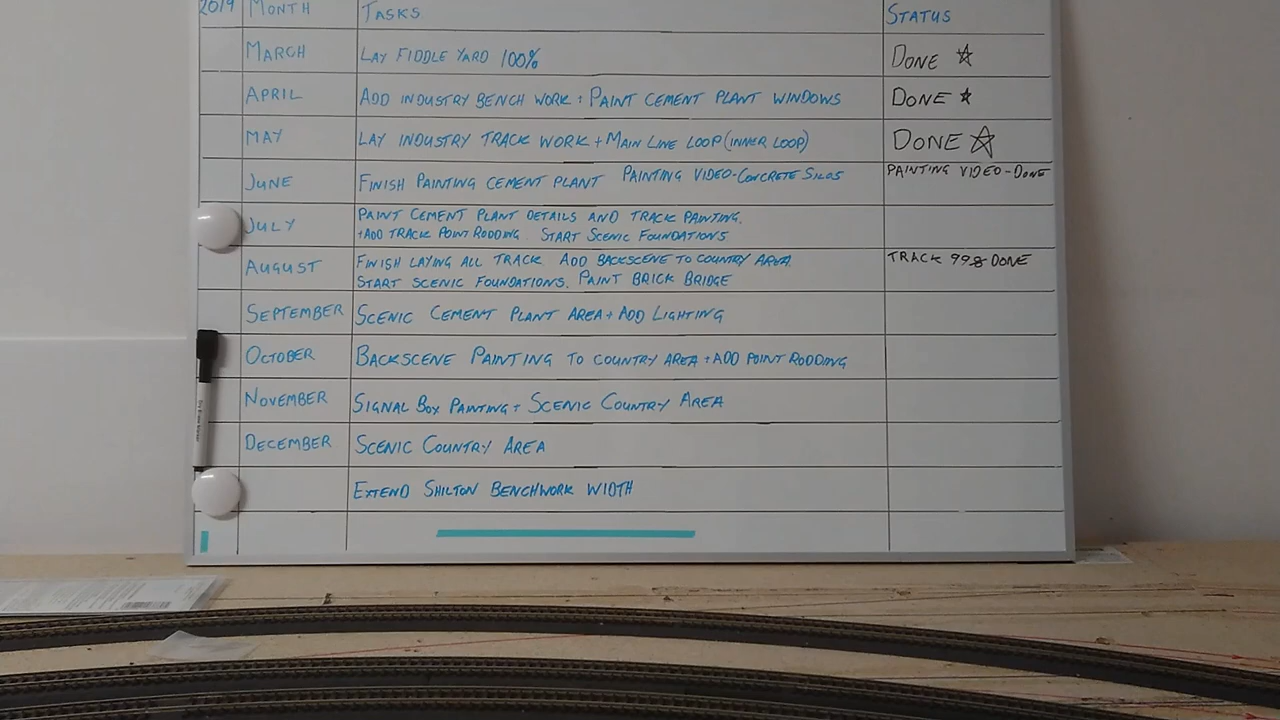 2019 MONTH TASKS STATUS
MARCH LAY FIDDLE YARD 100% DONE
APRIL ADD INDUSTRY BENCH WORK + PAINT CEMENT PLANT WINDOWS DONE
MAY LAY INDUSTRY TRACK WORK + MAIN LINE LOOP (INNER LOOP) DONE
JUNE FINISH PAINTING CEMENT PLANT PAINTING VIDEO-CONCRETE SILOS PAINTING VIDEO-DONE
JULY PAINT CEMENT PLANT DETAILS AND TRACK PAINTING.
+ADD TRACK POINT RODDING START SCENIC FOUNDATIONS
AUGUST FINISH LAYING ALL TRACK ADD BACKSCENE TO COUNTRY AREA. TRACK 99% DONE
START SCENIC FOUNDATIONS. PAINT BRICK BRIDGE
SEPTEMBER SCENIC CEMENT PLANT AREA + ADD LIGHTING
OCTOBER BACKSCENE PAINTING TO COUNTRY AREA + ADD POINT RODDING
NOVEMBER SIGNAL BOX PAINTING + SCENIC COUNTRY AREA
DECEMBER SCENIC COUNTRY AREA
EXTEND SHILTON BENCHWORK WIDTH